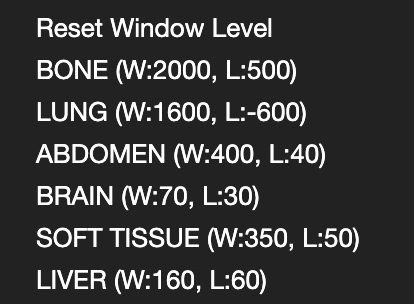 Reset Window Level
BONE (W:2000, L:500)
LUNG (W:1600, L:-600)
ABDOMEN (W:400, L:40)
BRAIN (W:70, L:30)
SOFT TISSUE (W:350, L:50)
LIVER (W:160, L:60)